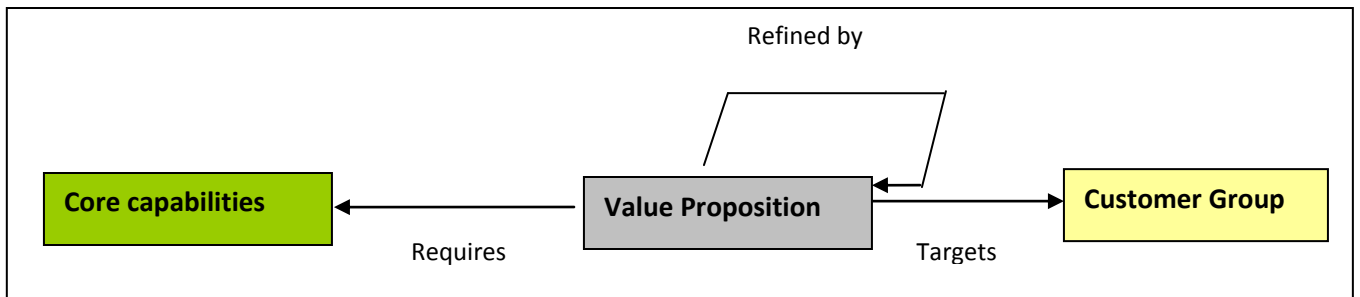 Refined by
Core capabilities
Value Proposition
Customer Group
Requires
Targets